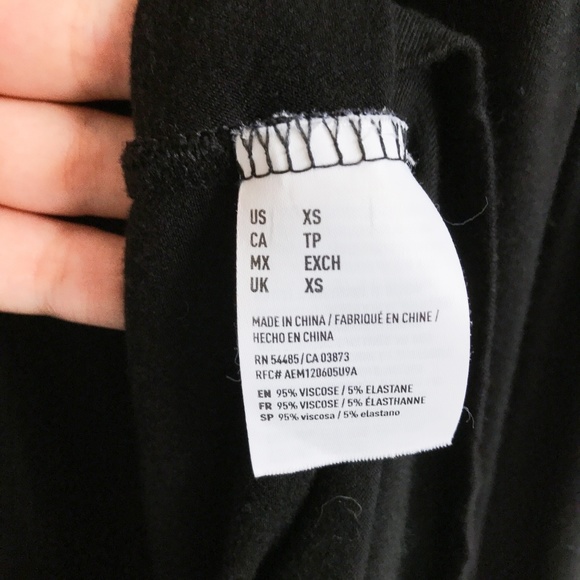 US XS
CA TP
MX EXCH
UK XS
MADE IN CHINA / FABRIQUÉ EN CHINE /
HECHO EN CHINA
RN 54485/CA 03873
RFC# AEM120605U9A
EN 95% VISCOSE / 5% ELASTANE
FR 95% VISCOSE / 5% ÉLASTHANNE
SP 95% viscosa / 5% elastano